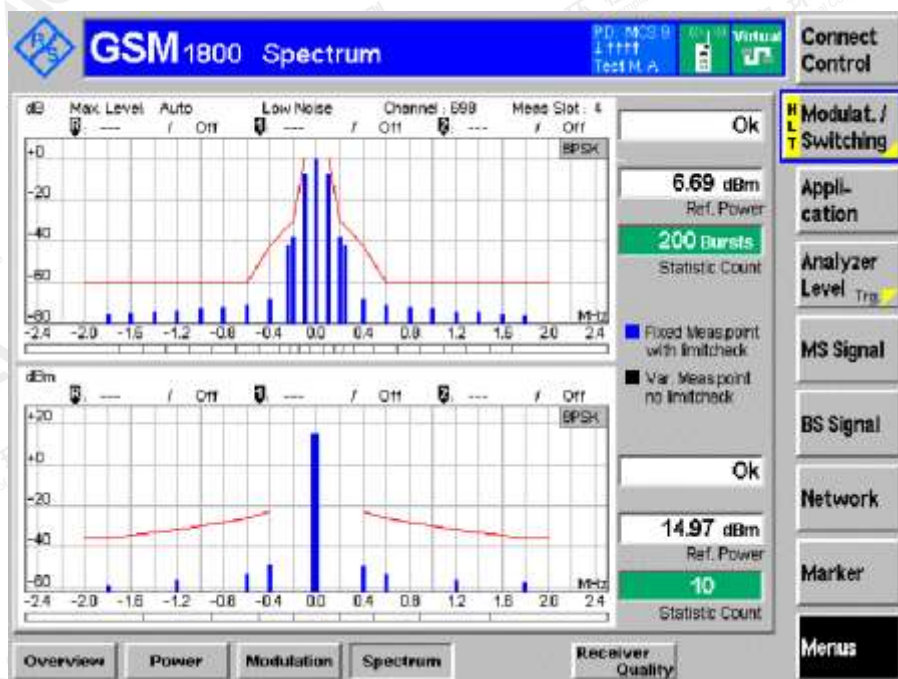 R&S
GSM 1800 Spectrum
PD: MCS 9
Test M. A
Virtual
Connect
Control
dB Max. Level Auto Low Noise Channel : 698 Meas Slot : 4
--- / Off 1 --- / Off 2 --- / Off
8PSK
+0
-20
-40
-60
-80
MHz
-2.4 -2.0 -1.6 -1.2 -0.8 -0.4 0.0 0.4 0.8 1.2 1.6 2.0 2.4
Ok
6.69 dBm
Ref. Power
200 Bursts
Statistic Count
Fixed Meas.point
with limitcheck
Var. Meas.point
no limitcheck
dBm
--- / Off 1 --- / Off 2 --- / Off
8PSK
+20
+0
-20
-40
-60
MHz
-2.4 -2.0 -1.6 -1.2 -0.8 -0.4 0.0 0.4 0.8 1.2 1.6 2.0 2.4
Ok
14.97 dBm
Ref. Power
10
Statistic Count
HLT
Modulat. /
Switching
Appli-
cation
Analyzer
Level Trg.
MS Signal
BS Signal
Network
Marker
Menus
Overview Power Modulation Spectrum Receiver
Quality